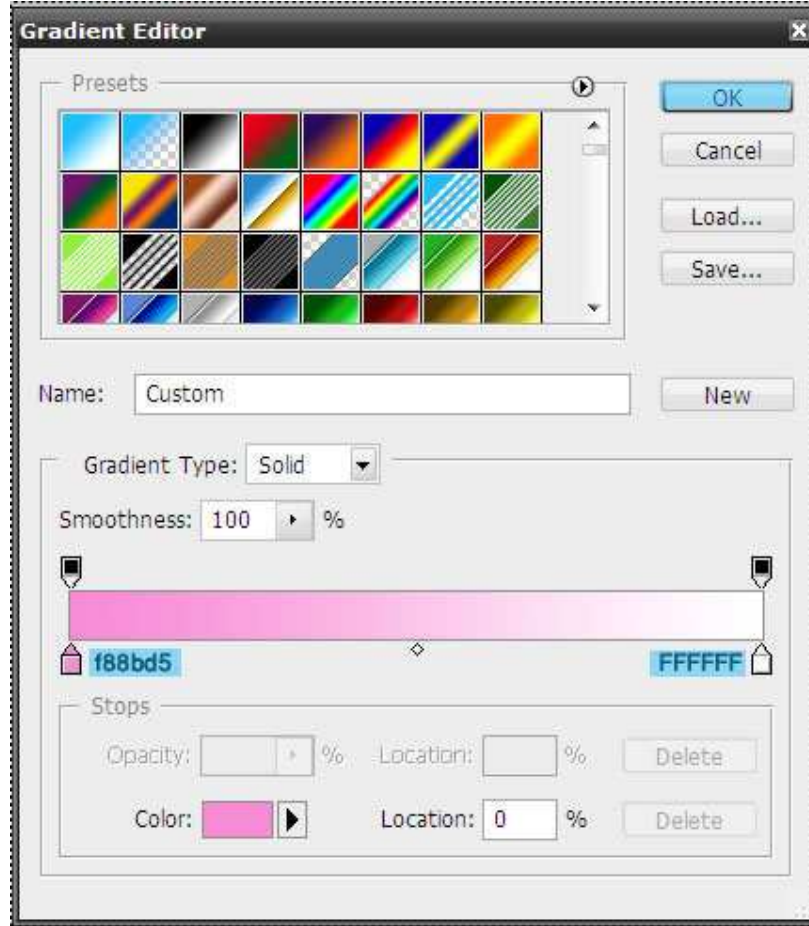 Gradient Editor
Presets
OK
Cancel
Load...
Save...
Name: Custom
New
Gradient Type: Solid
Smoothness: 100 %
f88bd5 FFFFFF
Stops
Opacity: % Location: % Delete
Color: Location: 0 % Delete